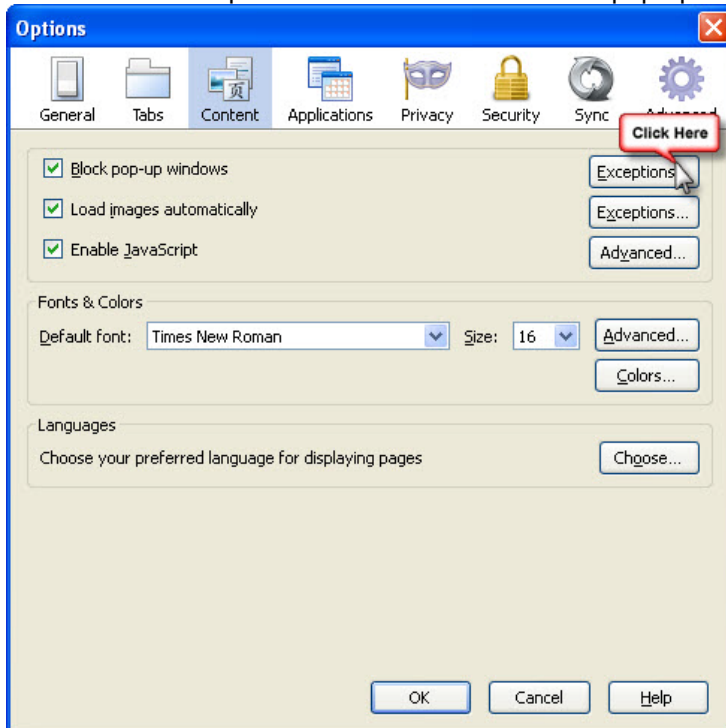 Options
General Tabs Content Applications Privacy Security Sync Advanced
页
Click Here
Block pop-up windows Exceptions
Load images automatically Exceptions...
Enable JavaScript Advanced...
Fonts & Colors
Default font: Times New Roman Size: 16 Advanced...
Colors...
Languages
Choose your preferred language for displaying pages Choose...
OK Cancel Help